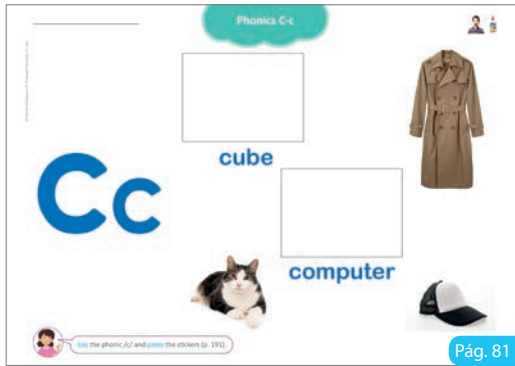 Phonics C-c
cube
Cc
computer
Say the phonic /c/ and paste the stickers (p. 191).
Pág. 81